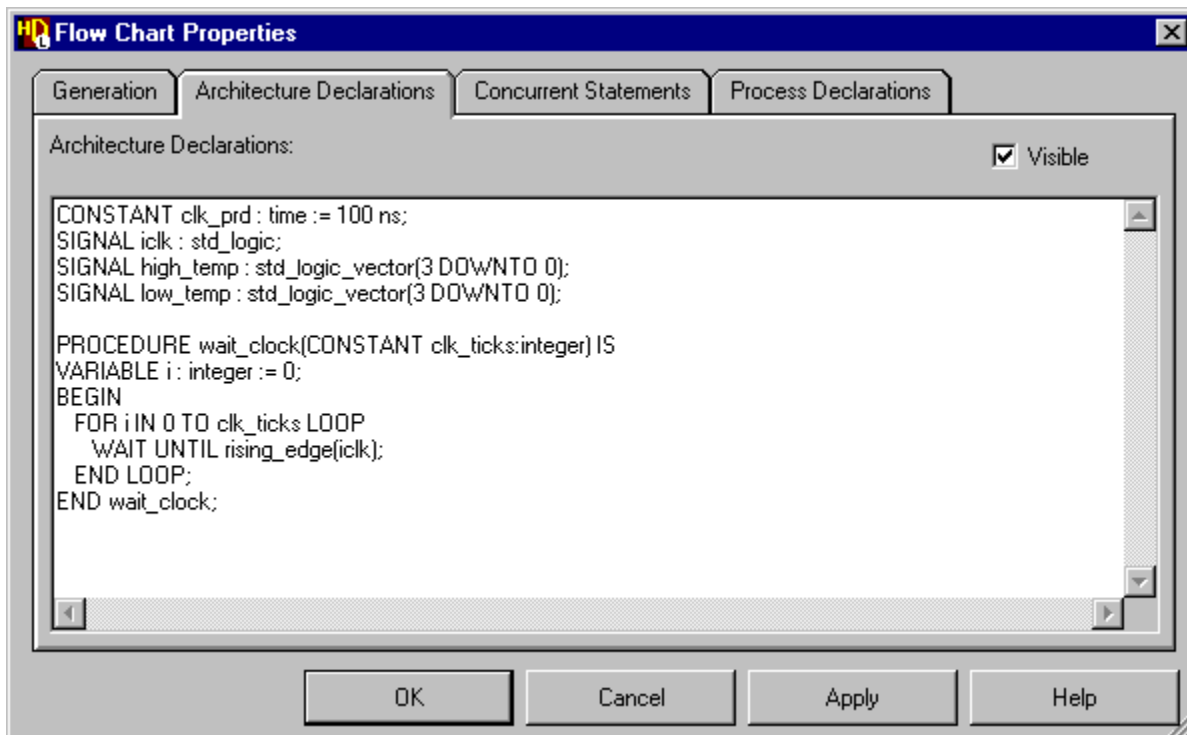 HDL Flow Chart Properties
Generation Architecture Declarations Concurrent Statements Process Declarations
Architecture Declarations:
Visible
CONSTANT clk_prd : time := 100 ns;
SIGNAL iclk : std_logic;
SIGNAL high_temp : std_logic_vector(3 DOWNTO 0);
SIGNAL low_temp : std_logic_vector(3 DOWNTO 0);
PROCEDURE wait_clock(CONSTANT clk_ticks:integer) IS
VARIABLE i : integer := 0;
BEGIN
FOR i IN 0 TO clk_ticks LOOP
WAIT UNTIL rising_edge(iclk);
END LOOP;
END wait_clock;
OK Cancel Apply Help